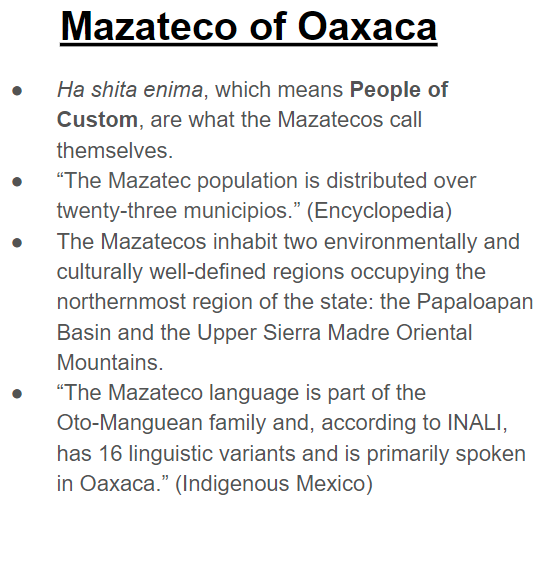 Mazateco of Oaxaca
● Ha shita enima, which means People of
Custom, are what the Mazatecos call
themselves.
● “The Mazatec population is distributed over
twenty-three municipios.” (Encyclopedia)
● The Mazatecos inhabit two environmentally and
culturally well-defined regions occupying the
northernmost region of the state: the Papaloapan
Basin and the Upper Sierra Madre Oriental
Mountains.
● “The Mazateco language is part of the
Oto-Manguean family and, according to INALI,
has 16 linguistic variants and is primarily spoken
in Oaxaca.” (Indigenous Mexico)